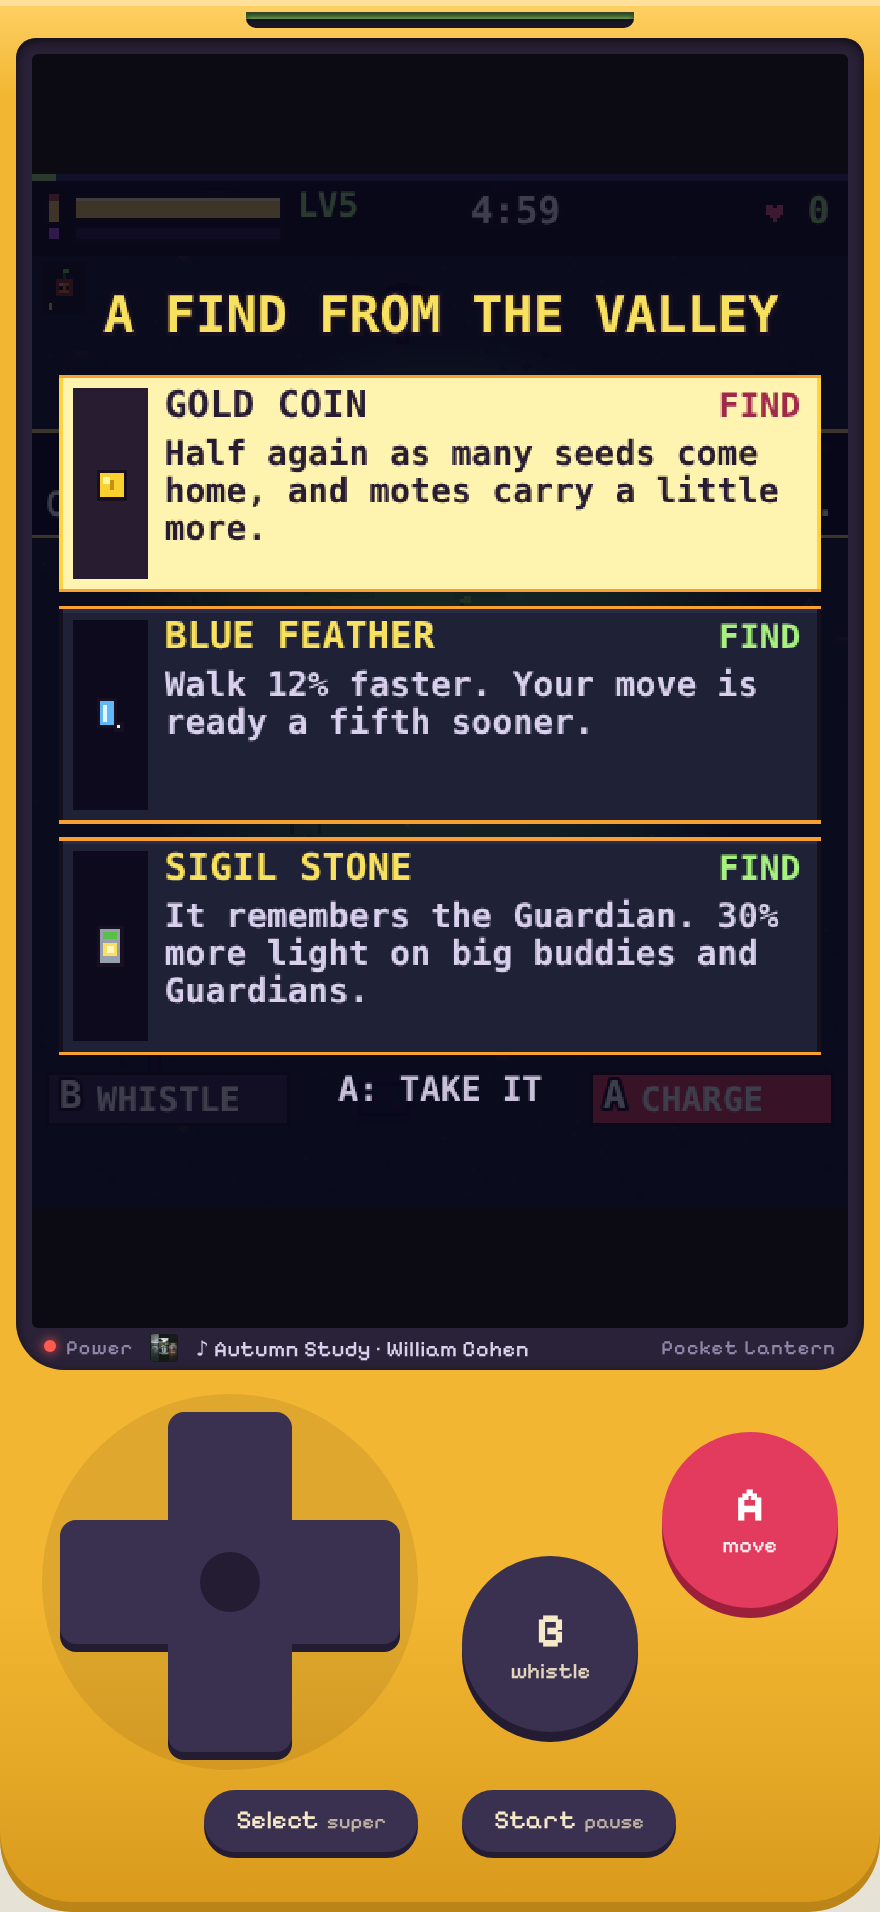 LV5
4:59
0
A FIND FROM THE VALLEY
GOLD COIN
FIND
Half again as many seeds come
home, and motes carry a little
more.
BLUE FEATHER
FIND
Walk 12% faster. Your move is
ready a fifth sooner.
SIGIL STONE
FIND
It remembers the Guardian. 30%
more light on big buddies and
Guardians.
B WHISTLE
A: TAKE IT
A CHARGE
Power
♪ Autumn Study · William Cohen
Pocket Lantern
A
move
B
whistle
Select super
Start pause